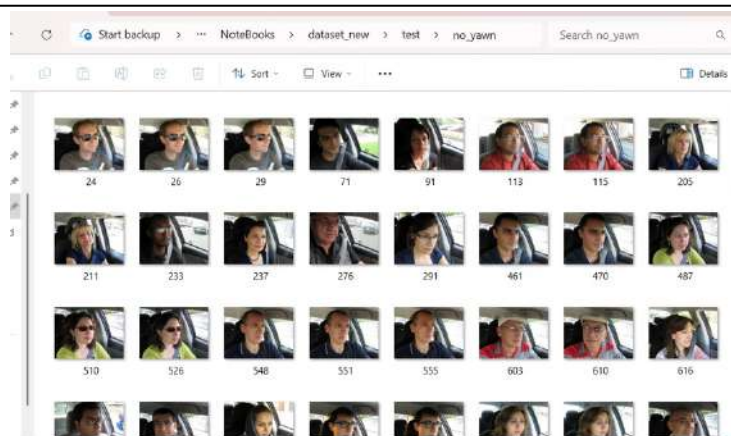 Start backup > ... NoteBooks > dataset_new > test > no_yawn Search no_yawn
Sort View ... Details
24 26 29 71 91 113 115 205
211 233 237 276 291 461 470 487
510 526 548 551 555 603 610 616